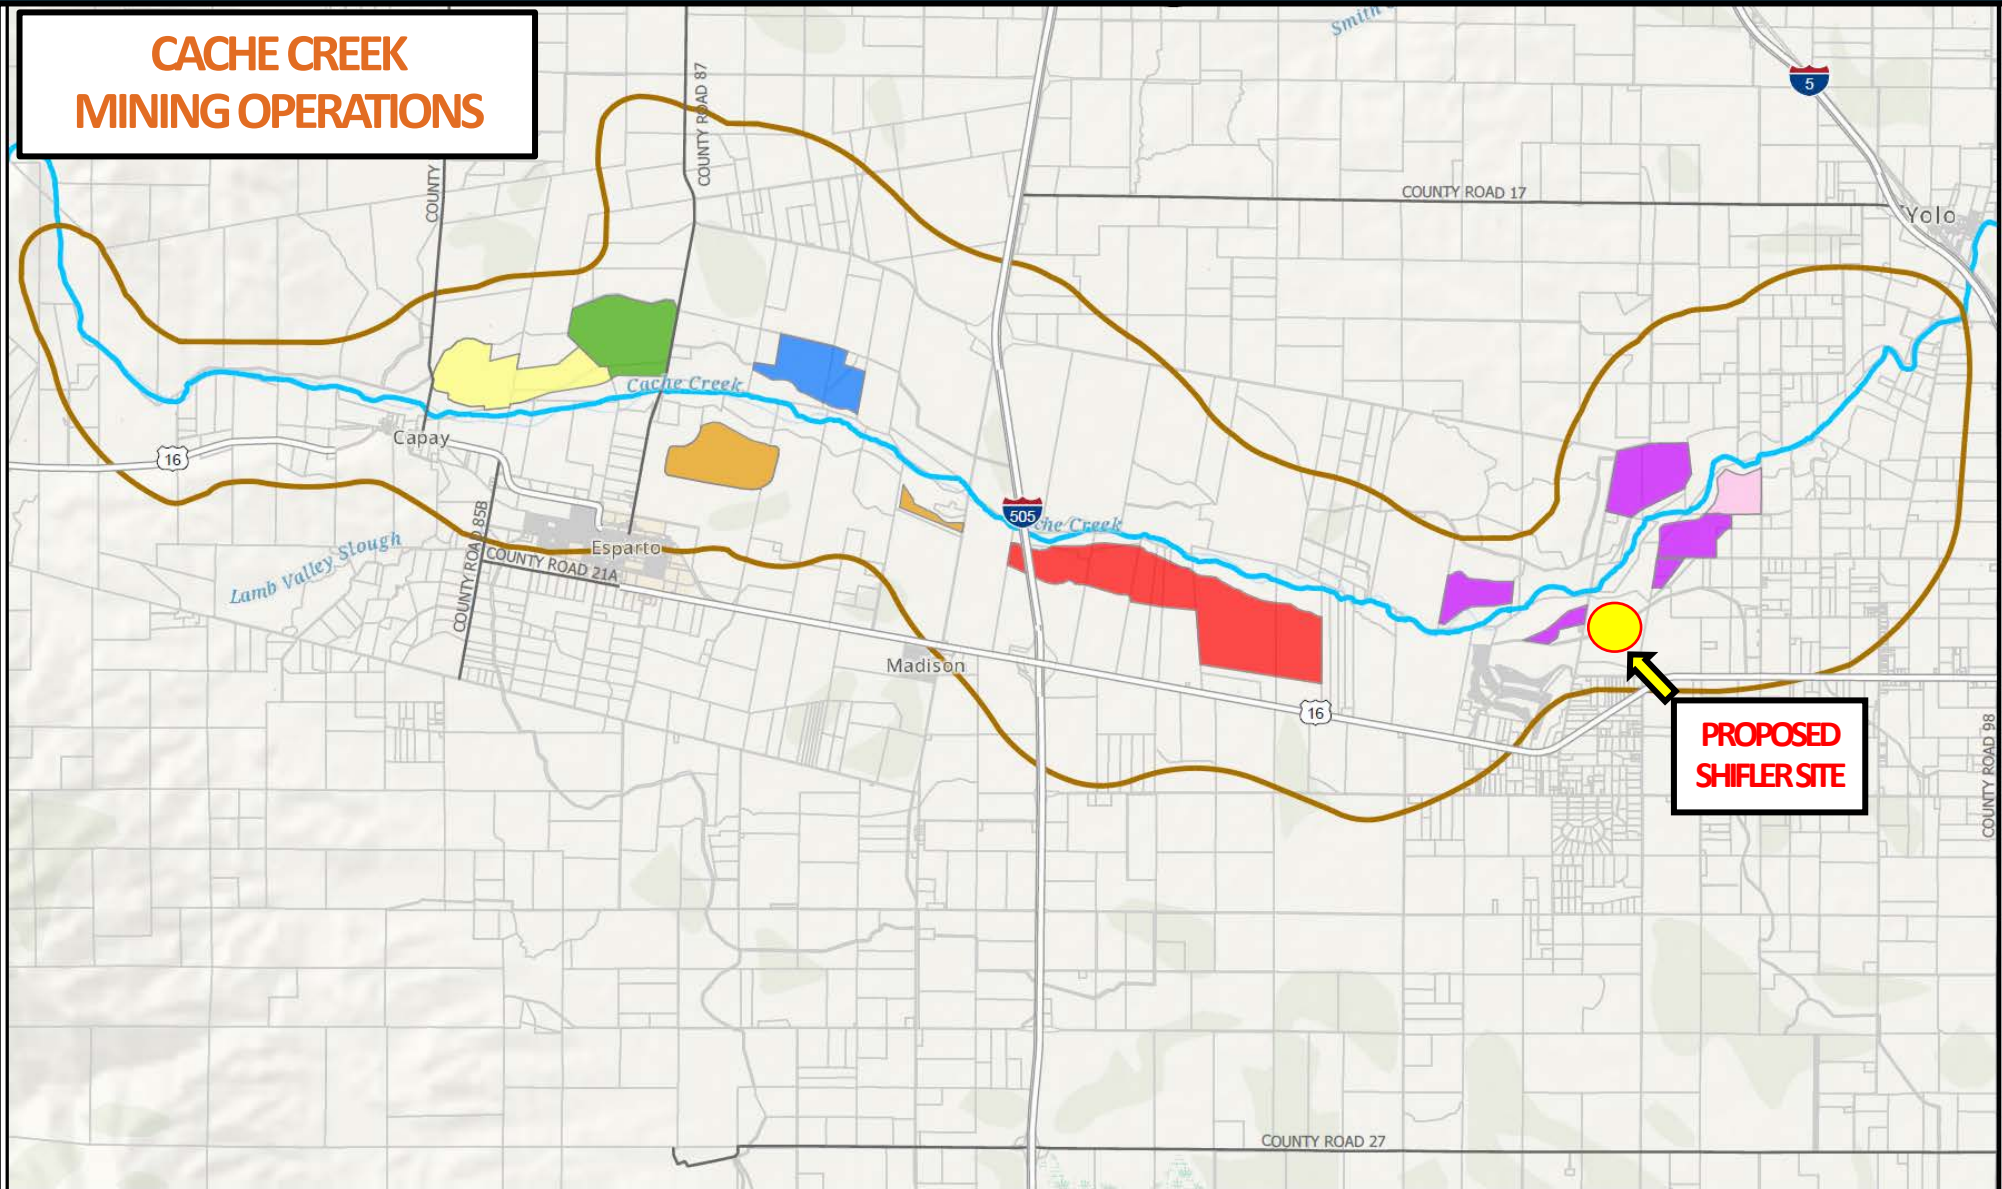 CACHE CREEK
MINING OPERATIONS
Smith
5
COUNTY ROAD 87
COUNTY
COUNTY ROAD 17
Yolo
Cache Creek
Capay
16
505
che Creek
Lamb Valley Slough
COUNTY ROAD 85B
Esparto
COUNTY ROAD 21A
Madison
16
PROPOSED
SHIFLER SITE
COUNTY ROAD 98
COUNTY ROAD 27